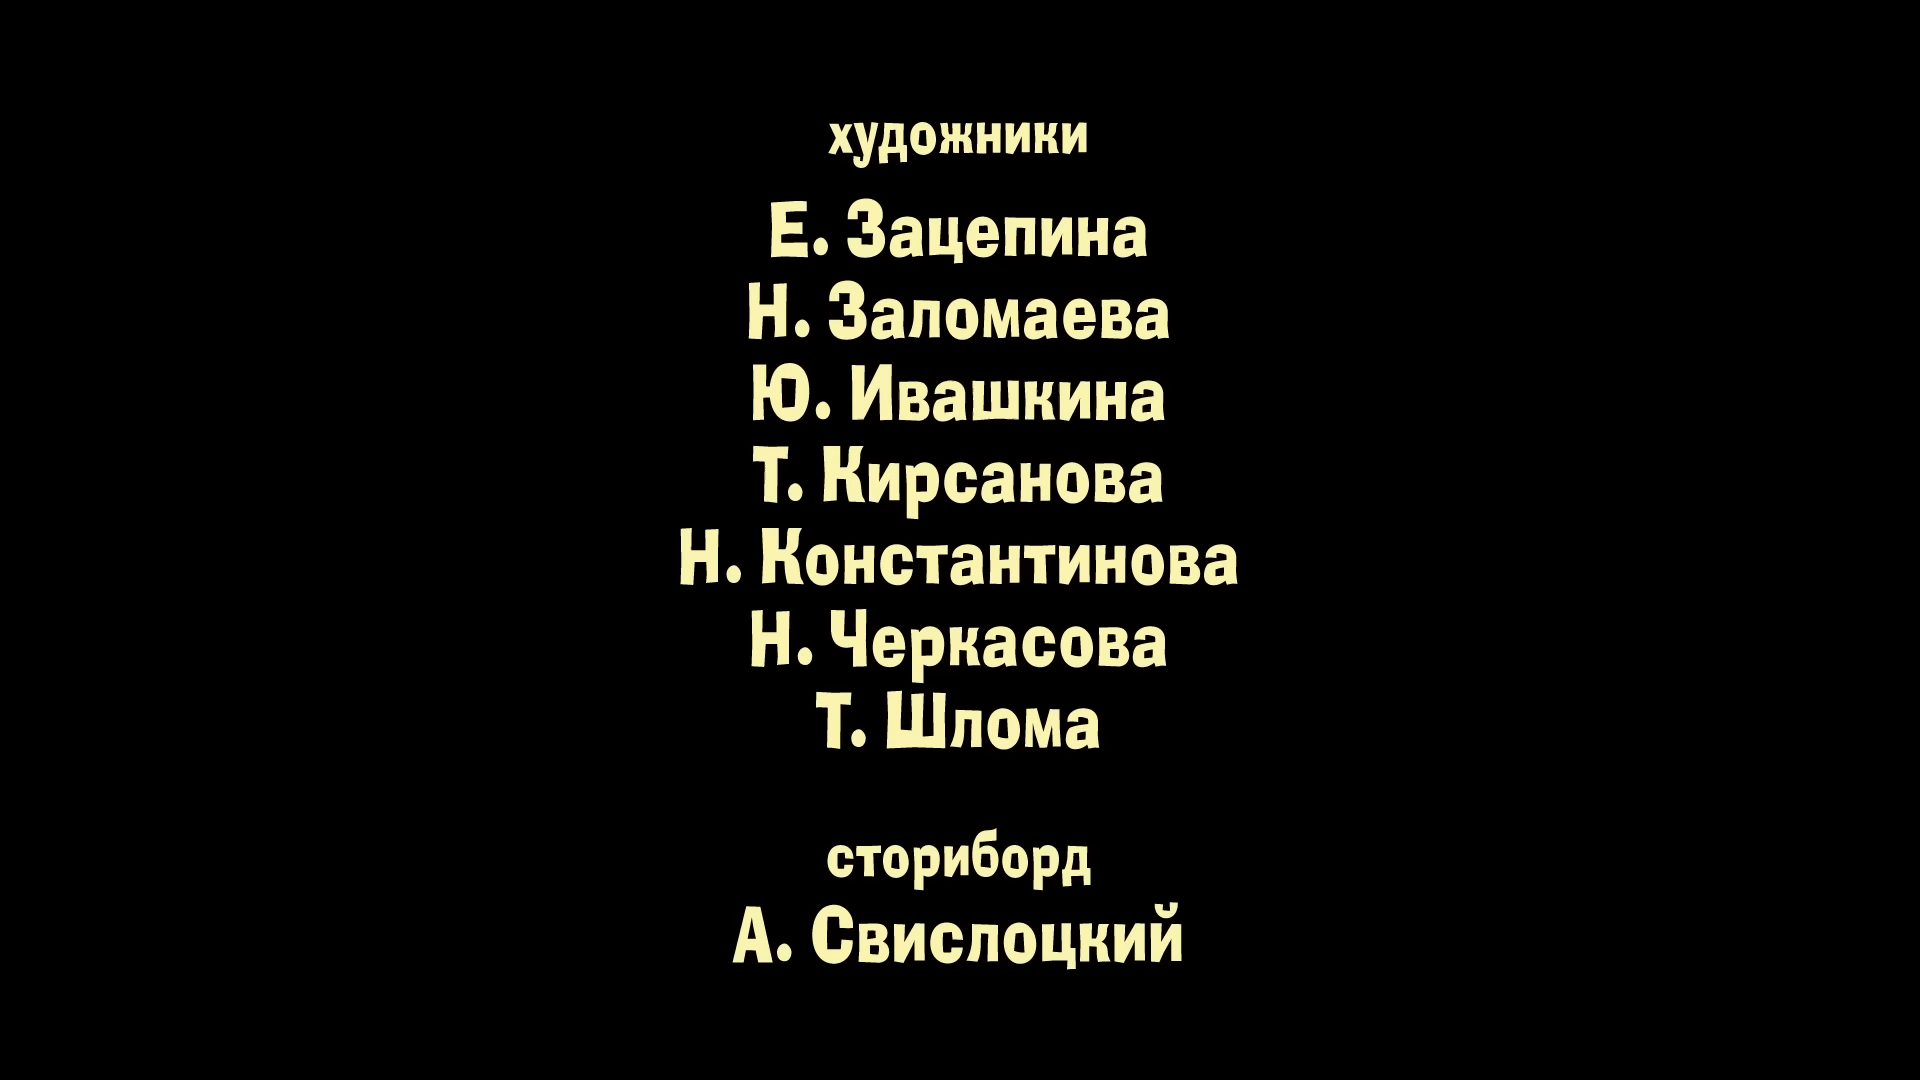 художники
Е. Зацепина
Н. Заломаева
Ю. Ивашкина
Т. Кирсанова
Н. Константинова
Н. Черкасова
Т. Шлома
сториборд
А. Свислоцкий